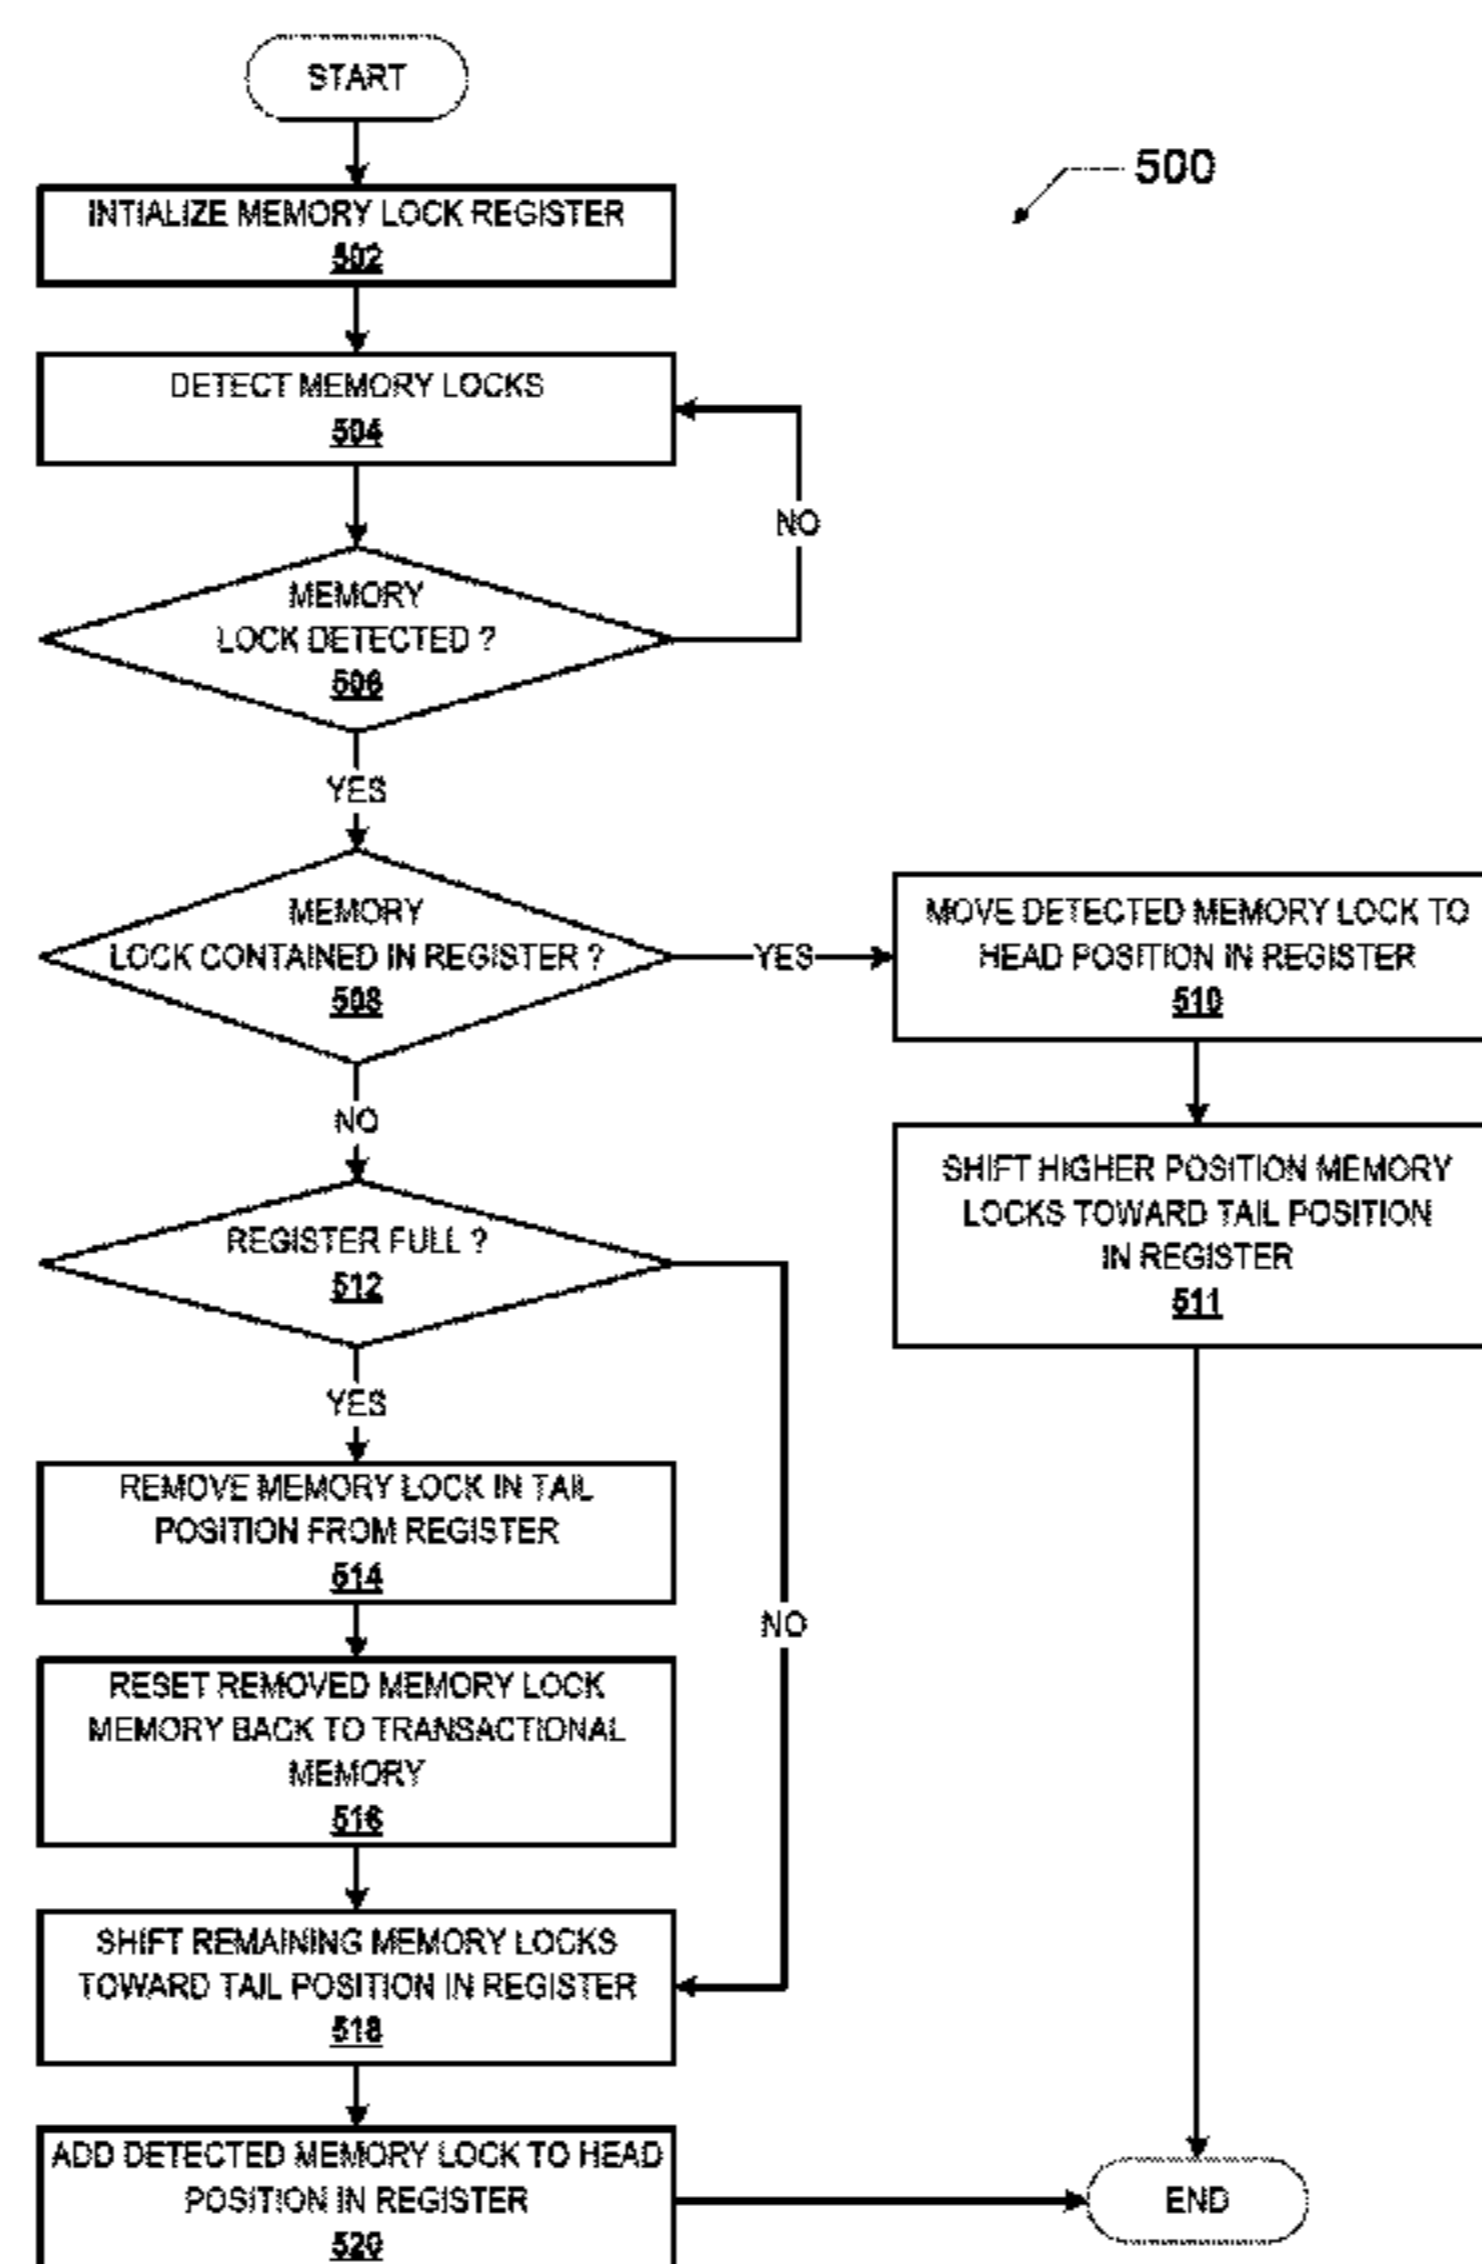 START
500
INTIALIZE MEMORY LOCK REGISTER
502
DETECT MEMORY LOCKS
504
NO
MEMORY
LOCK DETECTED ?
506
YES
MEMORY
LOCK CONTAINED IN REGISTER ?
508
YES
MOVE DETECTED MEMORY LOCK TO
HEAD POSITION IN REGISTER
510
SHIFT HIGHER POSITION MEMORY
LOCKS TOWARD TAIL POSITION
IN REGISTER
511
NO
REGISTER FULL ?
512
YES
NO
REMOVE MEMORY LOCK IN TAIL
POSITION FROM REGISTER
514
RESET REMOVED MEMORY LOCK
MEMORY BACK TO TRANSACTIONAL
MEMORY
516
SHIFT REMAINING MEMORY LOCKS
TOWARD TAIL POSITION IN REGISTER
518
ADD DETECTED MEMORY LOCK TO HEAD
POSITION IN REGISTER
520
END